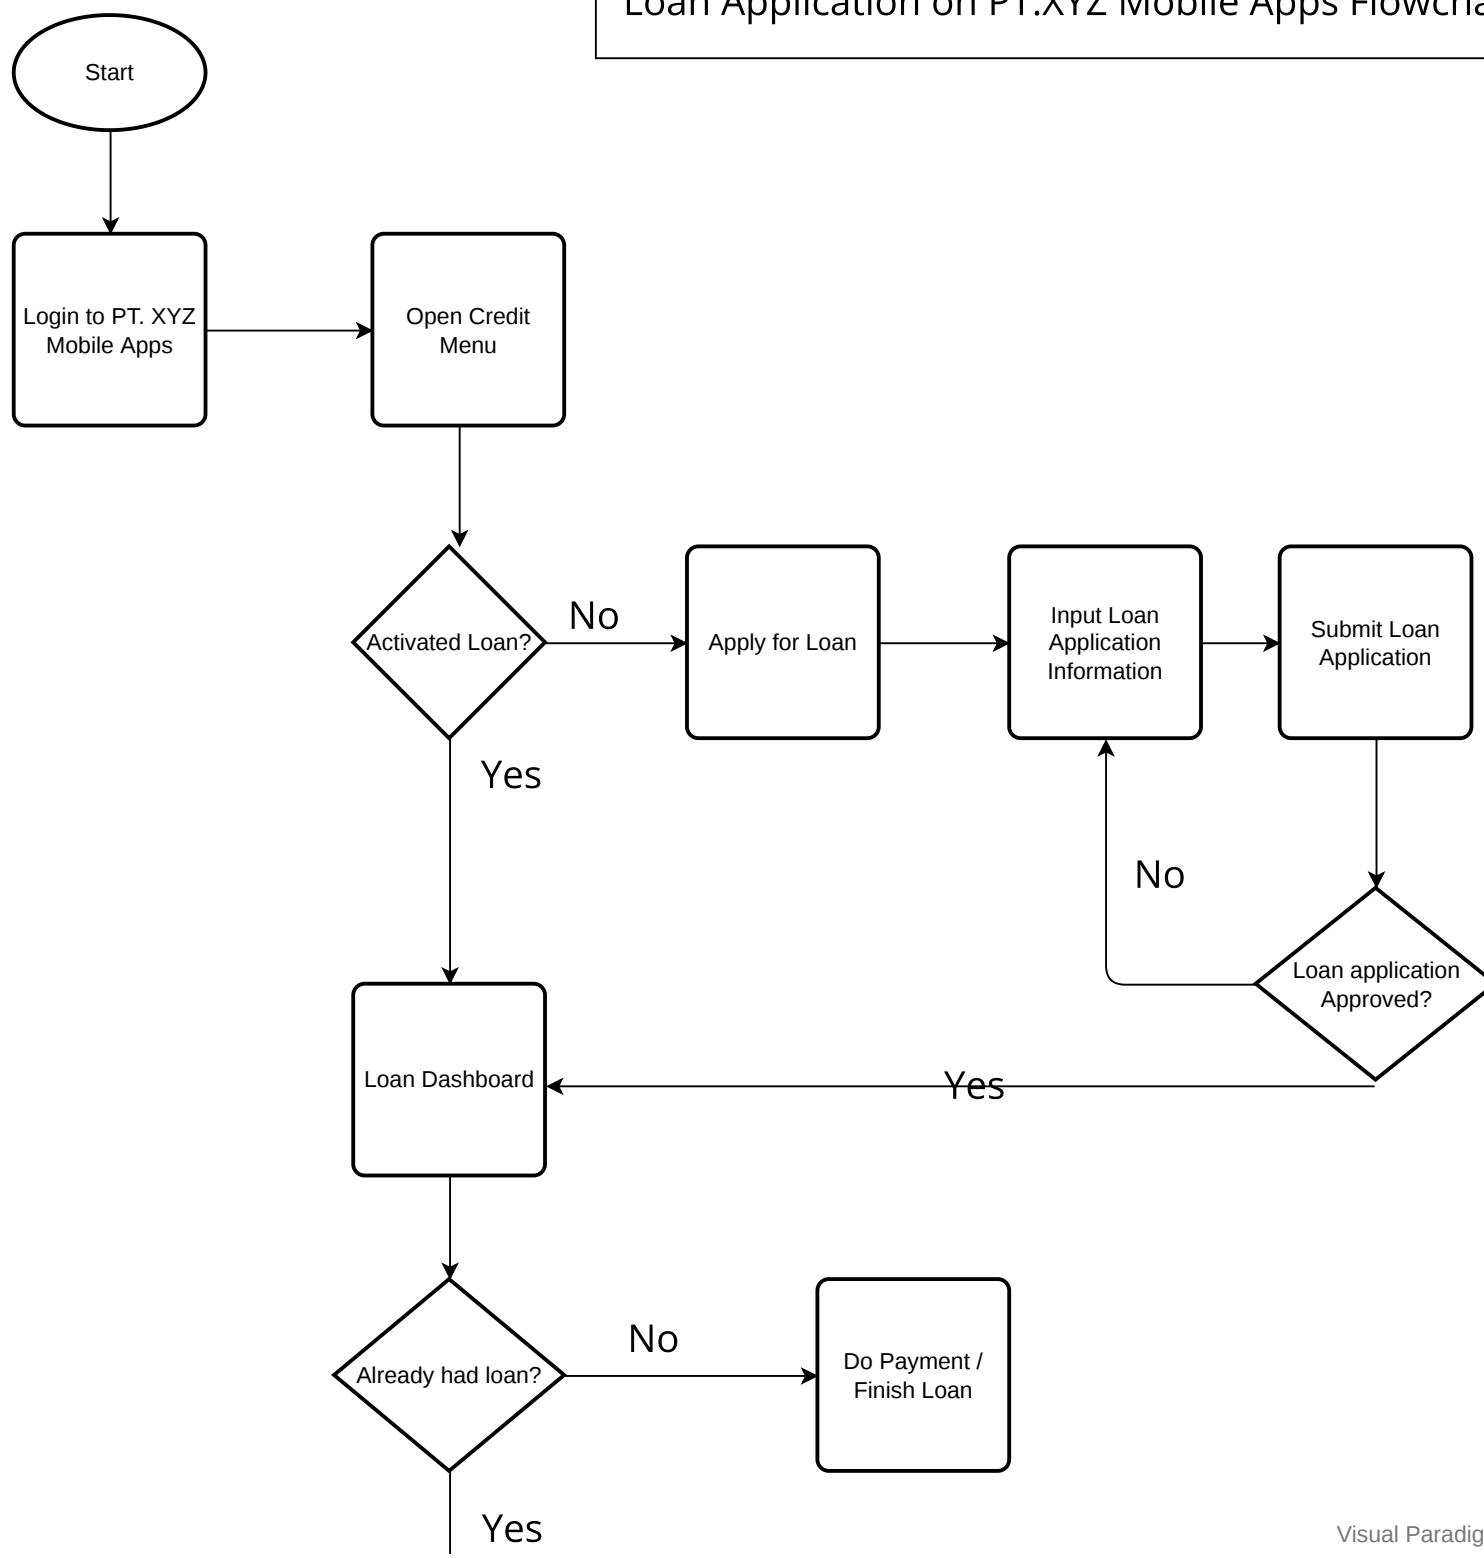 Loan Application on PT.XYZ Mobile Apps
Start
Login to PT. XYZ
Mobile Apps
Open Credit
Menu
Activated Loan?
No
Apply for Loan
Input Loan
Application
Information
Submit Loan
Application
Yes
No
Loan application
Approved?
Loan Dashboard
Yes
Already had loan?
No
Do Payment /
Finish Loan
Yes
Visual